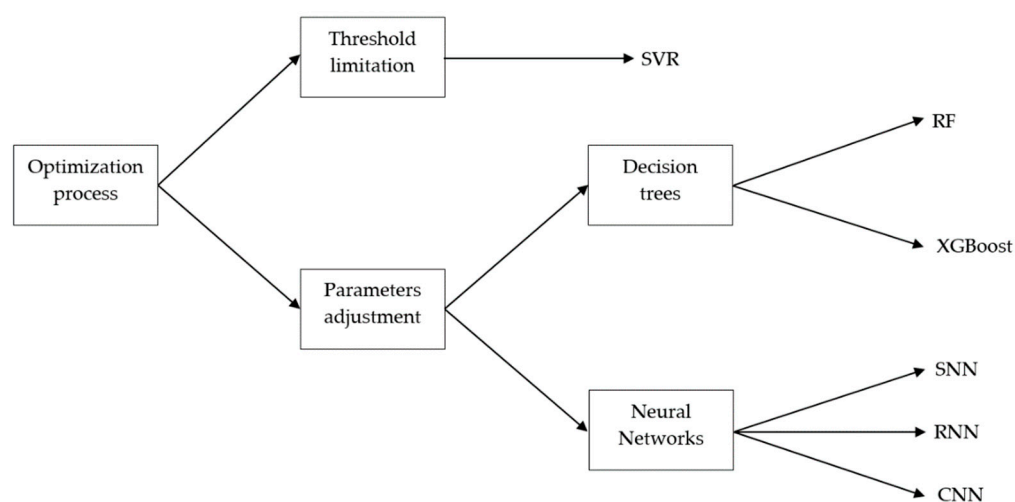 Threshold
limitation
SVR
RF
Optimization
process
Decision
trees
XGBoost
Parameters
adjustment
SNN
Neural
Networks
RNN
CNN